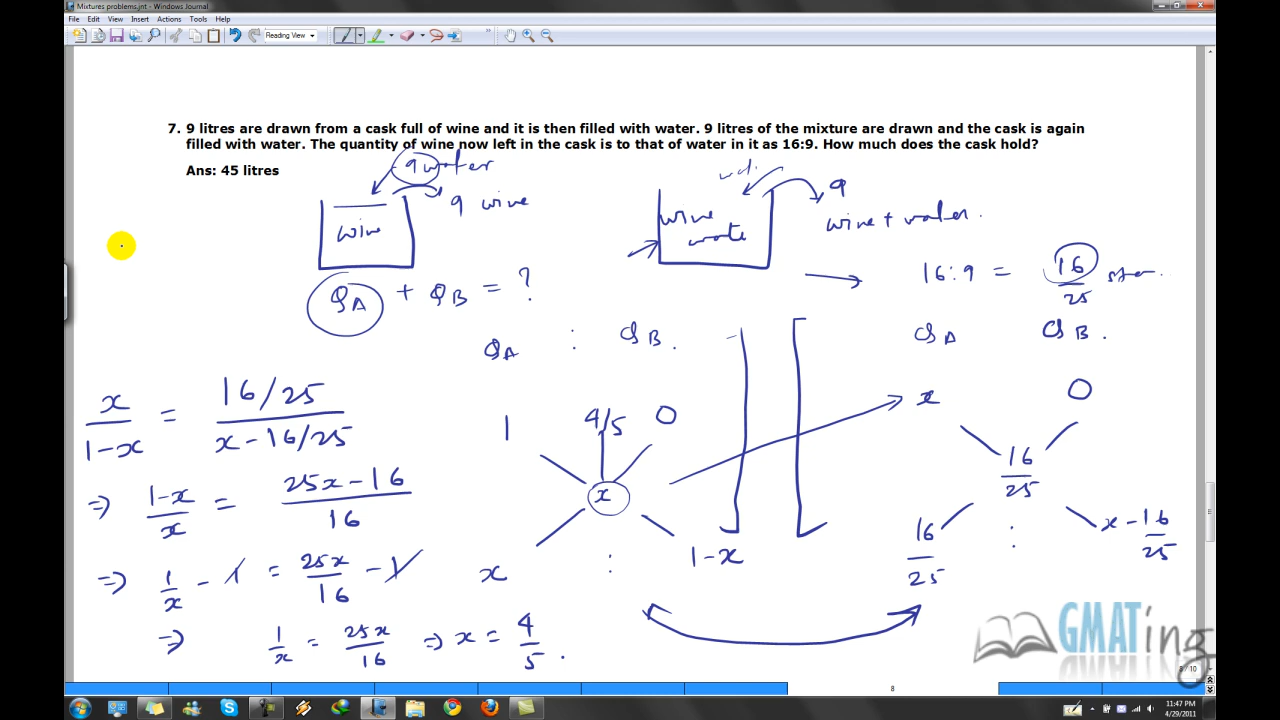 Mixtures problems.jnt - Windows Journal
File Edit View Insert Actions Tools Help
Reading View
7. 9 litres are drawn from a cask full of wine and it is then filled with water. 9 litres of the mixture are drawn and the cask is again
filled with water. The quantity of wine now left in the cask is to that of water in it as 16:9. How much does the cask hold?
Ans: 45 litres
9 water
9 wine
wine
9
wine
wate
wine + water.
16:9 = 16/25
QA + QB = ?
QA : QB.
QA QB.
x/1-x = 16/25 / x-16/25
1 4/5 0
x
x 0
16/25
⇒ 1-x/x = 25x-16/16
x : 1-x
16/25 : x-16/25
⇒ 1/x - 1 = 25x/16 - 1
⇒ 1/x = 25x/16 ⇒ x = 4/5.
GMATing
8 / 10
8
11:47 PM
4/29/2011